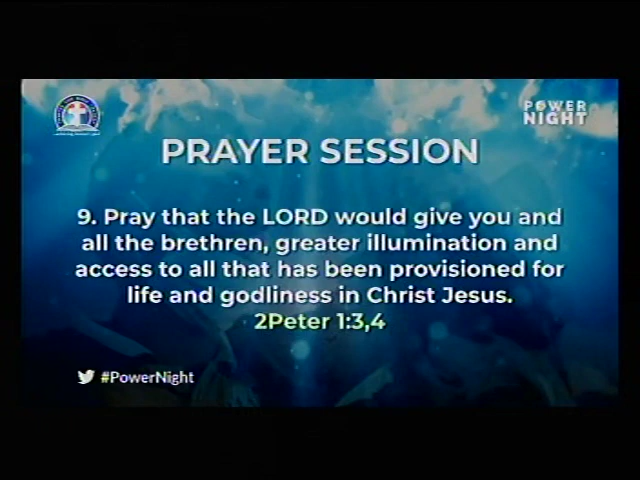 POWER
NIGHT
PRAYER SESSION
9. Pray that the LORD would give you and
all the brethren, greater illumination and
access to all that has been provisioned for
life and godliness in Christ Jesus.
2Peter 1:3,4
#PowerNight